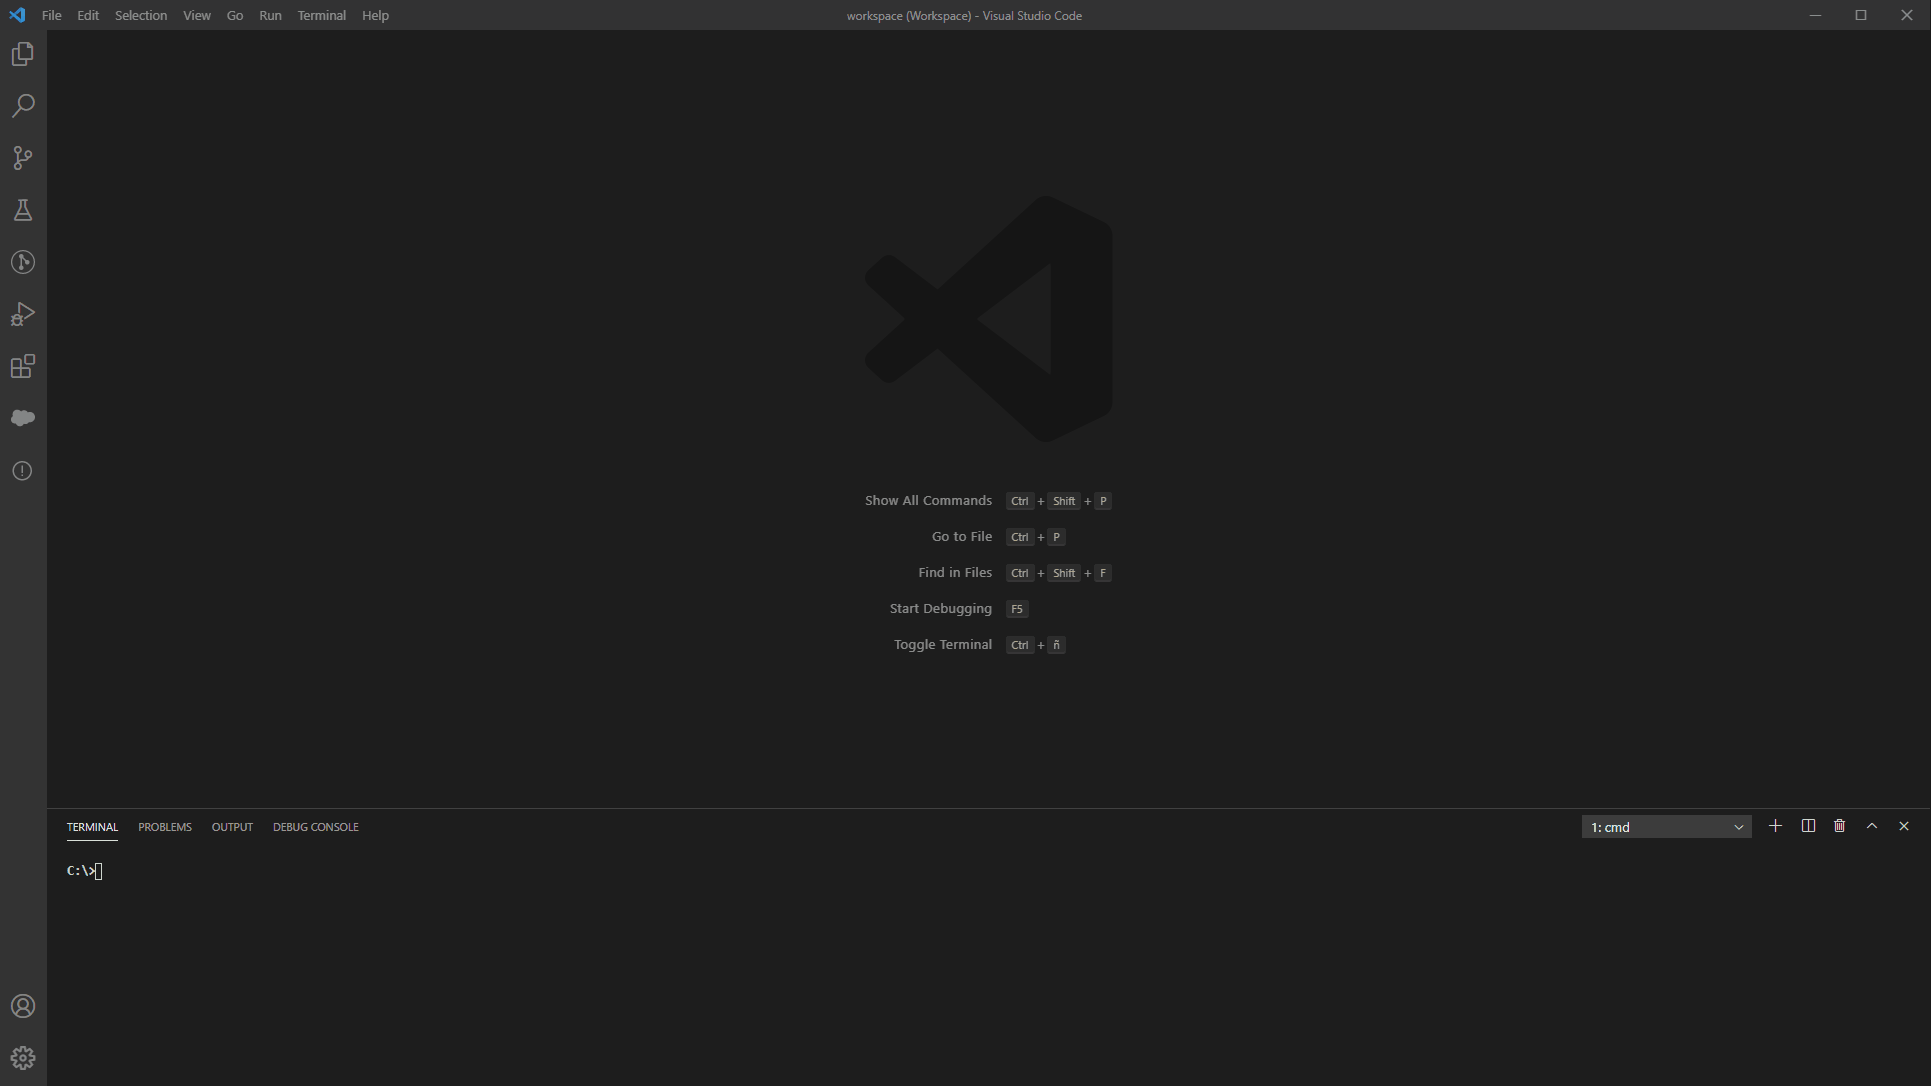 File Edit Selection View Go Run Terminal Help
workspace (Workspace) - Visual Studio Code
Show All Commands Ctrl + Shift + P
Go to File Ctrl + P
Find in Files Ctrl + Shift + F
Start Debugging F5
Toggle Terminal Ctrl + ñ
TERMINAL PROBLEMS OUTPUT DEBUG CONSOLE
1: cmd
C:\>